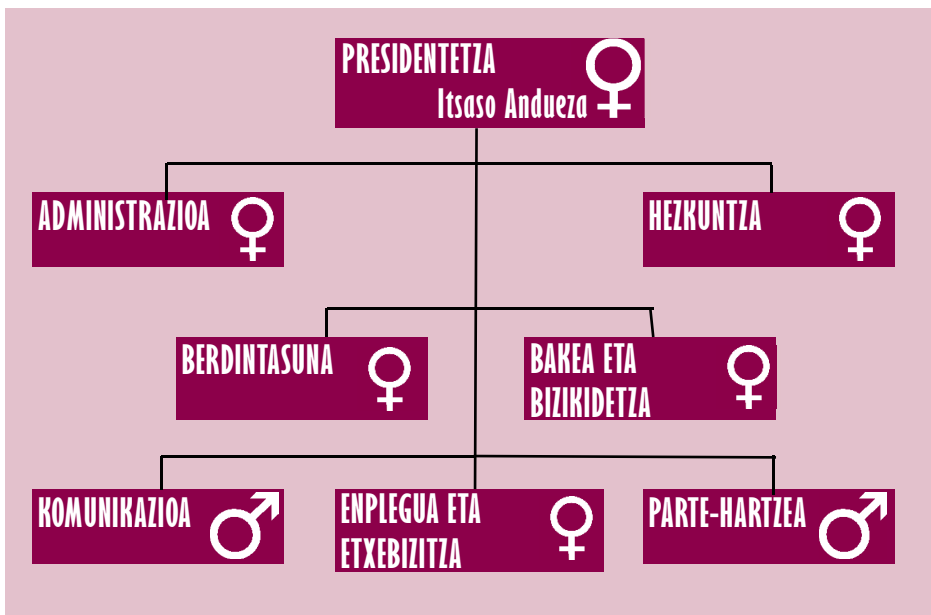 PRESIDENTETZA
Itsaso Andueza
ADMINISTRAZIOA
HEZKUNTZA
BERDINTASUNA
BAKEA ETA
BIZIKIDETZA
KOMUNIKAZIOA
ENPLEGUA ETA
ETXEBIZITZA
PARTE-HARTZEA